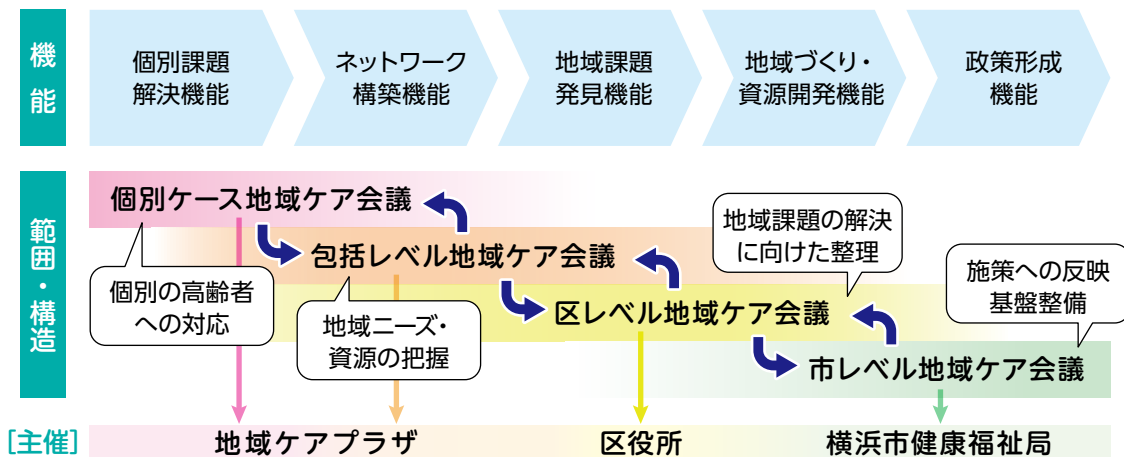 機能
個別課題
解決機能
ネットワーク
構築機能
地域課題
発見機能
地域づくり・
資源開発機能
政策形成
機能
範囲・構造
個別ケース地域ケア会議
個別の高齢者
への対応
包括レベル地域ケア会議
地域ニーズ・
資源の把握
区レベル地域ケア会議
地域課題の解決
に向けた整理
市レベル地域ケア会議
施策への反映
基盤整備
[主催]
地域ケアプラザ
区役所
横浜市健康福祉局